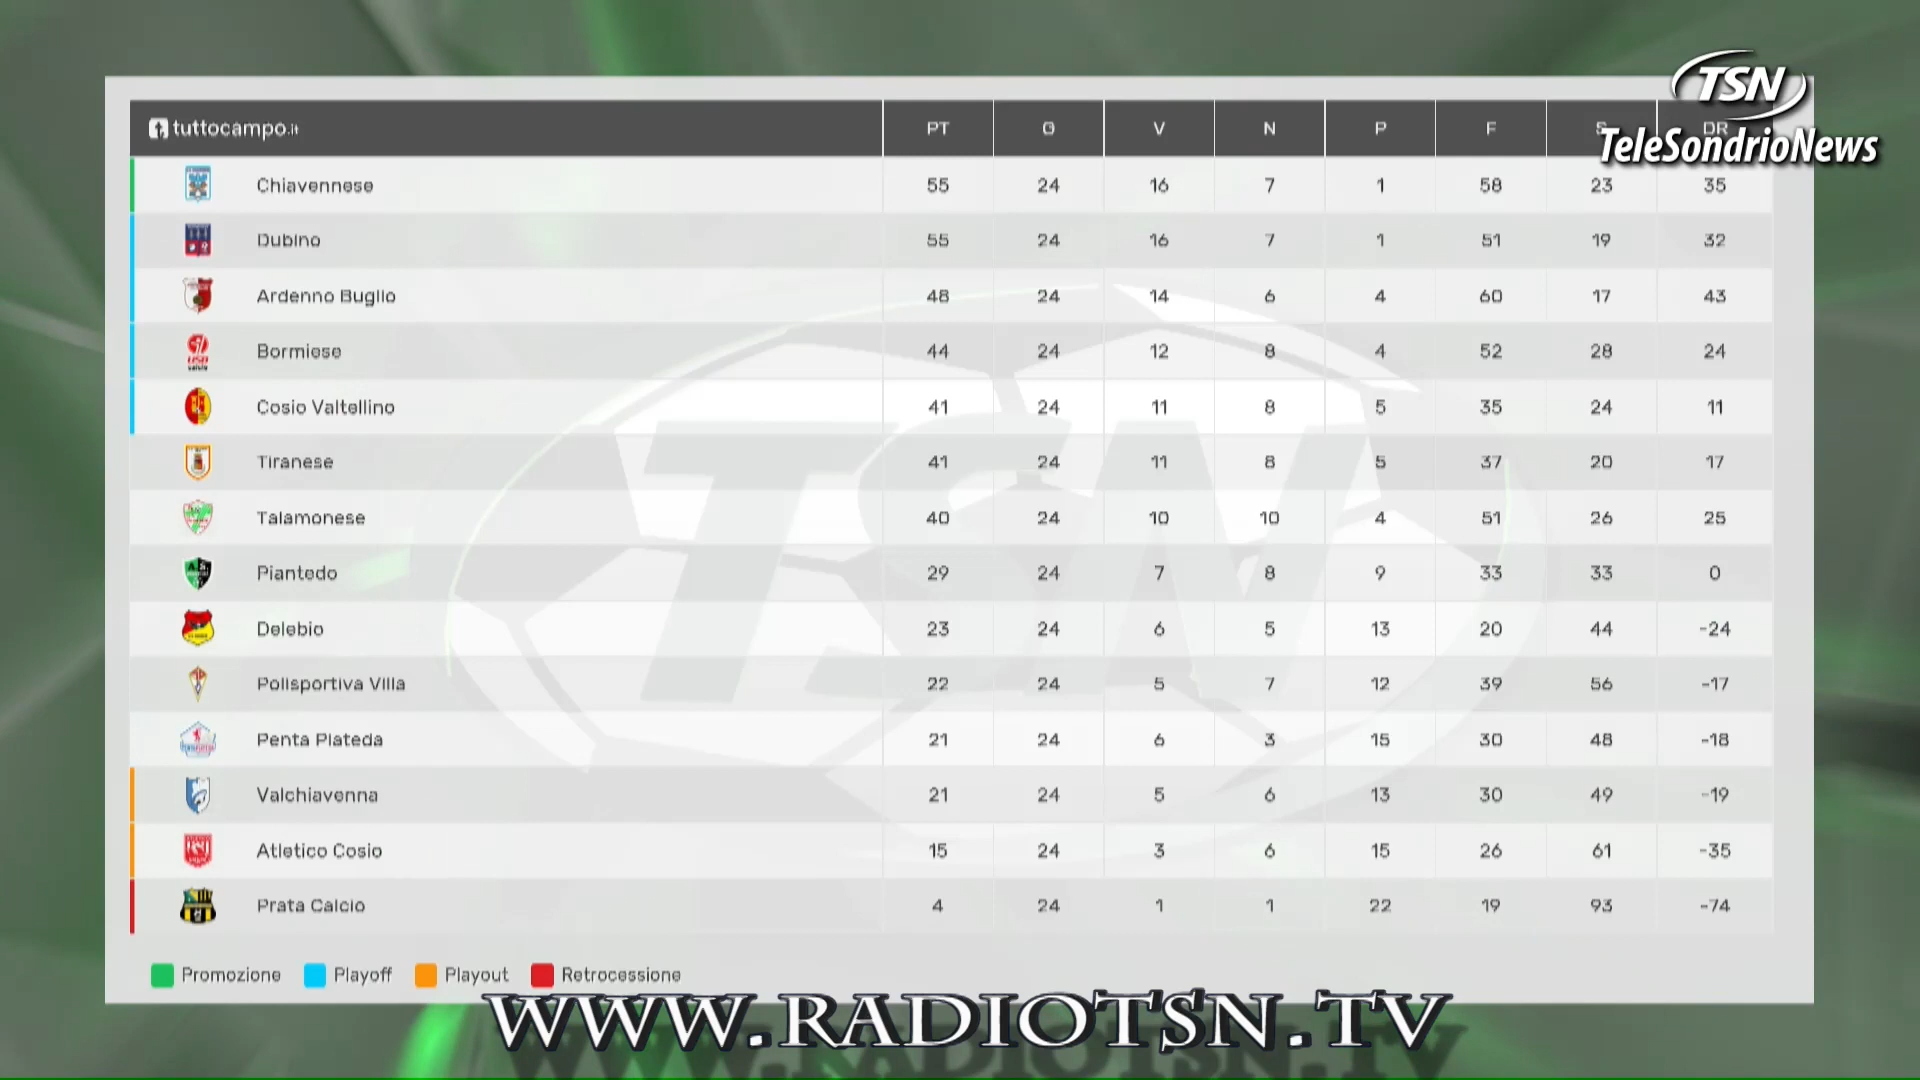 TSN
TeleSondrioNews
tuttocampo.it PT G V N P F S DR
Chiavennese 55 24 16 7 1 58 23 35
Dubino 55 24 16 7 1 51 19 32
Ardenno Buglio 48 24 14 6 4 60 17 43
Bormiese 44 24 12 8 4 52 28 24
Cosio Valtellino 41 24 11 8 5 35 24 11
Tiranese 41 24 11 8 5 37 20 17
Talamonese 40 24 10 10 4 51 26 25
Piantedo 29 24 7 8 9 33 33 0
Delebio 23 24 6 5 13 20 44 -24
Polisportiva Villa 22 24 5 7 12 39 56 -17
Penta Piateda 21 24 6 3 15 30 48 -18
Valchiavenna 21 24 5 6 13 30 49 -19
Atletico Cosio 15 24 3 6 15 26 61 -35
Prata Calcio 4 24 1 1 22 19 93 -74
Promozione Playoff Playout Retrocessione
WWW.RADIOTSN.TV